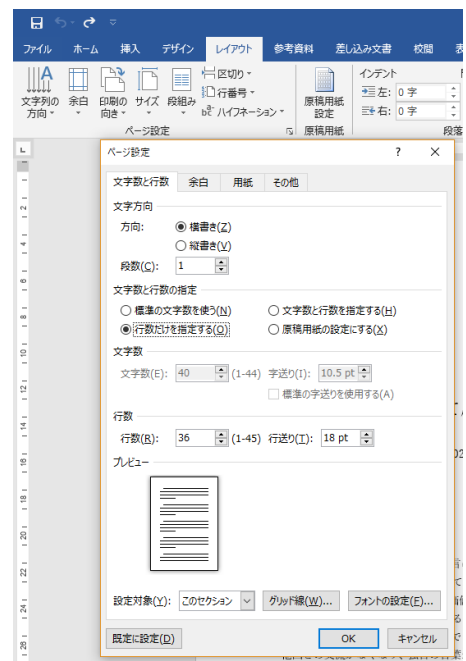 ファイル ホーム 挿入 デザイン レイアウト 参考資料 差し込み文書 校閲
文字列の方向 余白 印刷の向き サイズ 段組み 区切り 原稿用紙設定 インデント
行番号 左: 0 字
ハイフネーション 右: 0 字
ページ設定 原稿用紙 段落
ページ設定 ? ×
文字数と行数 余白 用紙 その他
文字方向
方向: 横書き(Z)
縦書き(V)
段数(C): 1
文字数と行数の指定
標準の文字数を使う(N) 文字数と行数を指定する(H)
行数だけを指定する(O) 原稿用紙の設定にする(X)
文字数
文字数(E): 40 (1-44) 字送り(I): 10.5 pt
標準の字送りを使用する(A)
行数
行数(R): 36 (1-45) 行送り(T): 18 pt
プレビュー
設定対象(Y): このセクション グリッド線(W)... フォントの設定(F)...
既定に設定(D) OK キャンセル